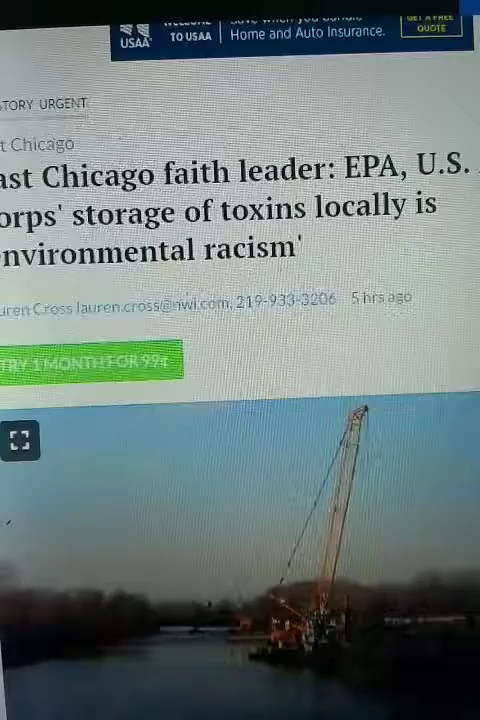 USAA
TO USAA
Home and Auto Insurance.
GET A FREE
QUOTE
TORY URGENT
t Chicago
ast Chicago faith leader: EPA, U.S.
orps' storage of toxins locally is
nvironmental racism'
uren Cross lauren.cross@nwi.com, 219-933-3206 5 hrs ago
TRY 1 MONTH FOR 99¢